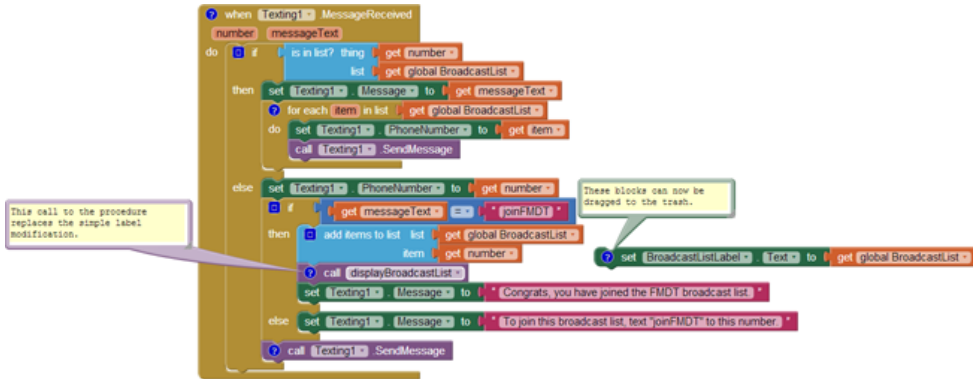 when Texting1 .MessageReceived
number messageText
do if is in list? thing get number
list get global BroadcastList
then set Texting1 . Message to get messageText
for each item in list get global BroadcastList
do set Texting1 . PhoneNumber to get item
call Texting1 .SendMessage
else set Texting1 . PhoneNumber to get number
if get messageText = " joinFMDT "
then add items to list list get global BroadcastList
item get number
call displayBroadcastList
set Texting1 . Message to " Congrats, you have joined the FMDT broadcast list. "
else set Texting1 . Message to " To join this broadcast list, text "joinFMDT" to this number. "
call Texting1 .SendMessage
This call to the procedure
replaces the simple label
modification.
These blocks can now be
dragged to the trash.
set BroadcastListLabel . Text to get global BroadcastList